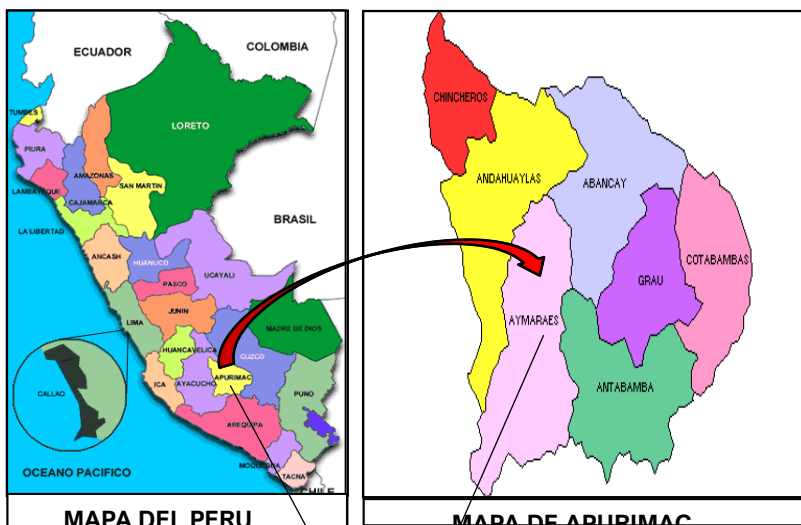 COLOMBIA
ECUADOR
TUMBES
LORETO
PIURA
AMAZONAS
SAN MARTIN
LAMBAYEQUE
CAJAMARCA
BRASIL
LA LIBERTAD
ANCASH
HUANUCO
UCAYALI
PASCO
LIMA
JUNIN
MADRE DE DIOS
HUANCAVELICA
CUZCO
CALLAO
ICA
AYACUCHO
APURIMAC
PUNO
AREQUIPA
MOQUEGUA
OCEANO PACIFICO
TACNA
CHILE
MAPA DEL PERU
CHINCHEROS
ANDAHUAYLAS
ABANCAY
COTABAMBAS
GRAU
AYMARAES
ANTABAMBA
MAPA DE APURIMAC